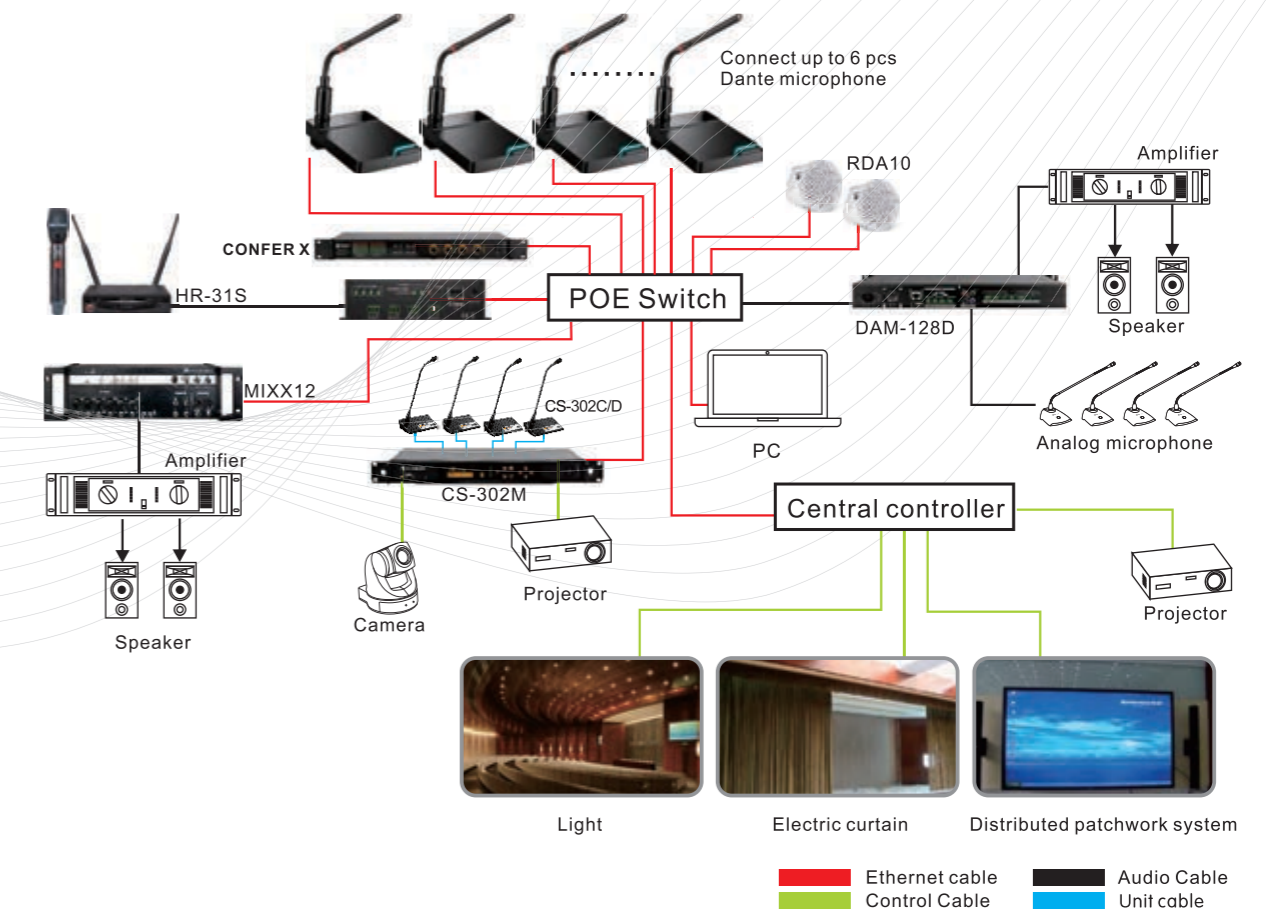 Connect up to 6 pcs
Dante microphone
RDA10
Amplifier
CONFER X
HR-31S
POE Switch
DAM-128D
Speaker
MIXX12
CS-302C/D
PC
Analog microphone
Amplifier
CS-302M
Central controller
Projector
Camera
Projector
Speaker
Light
Electric curtain
Distributed patchwork system
Ethernet cable
Audio Cable
Control Cable
Unit cable